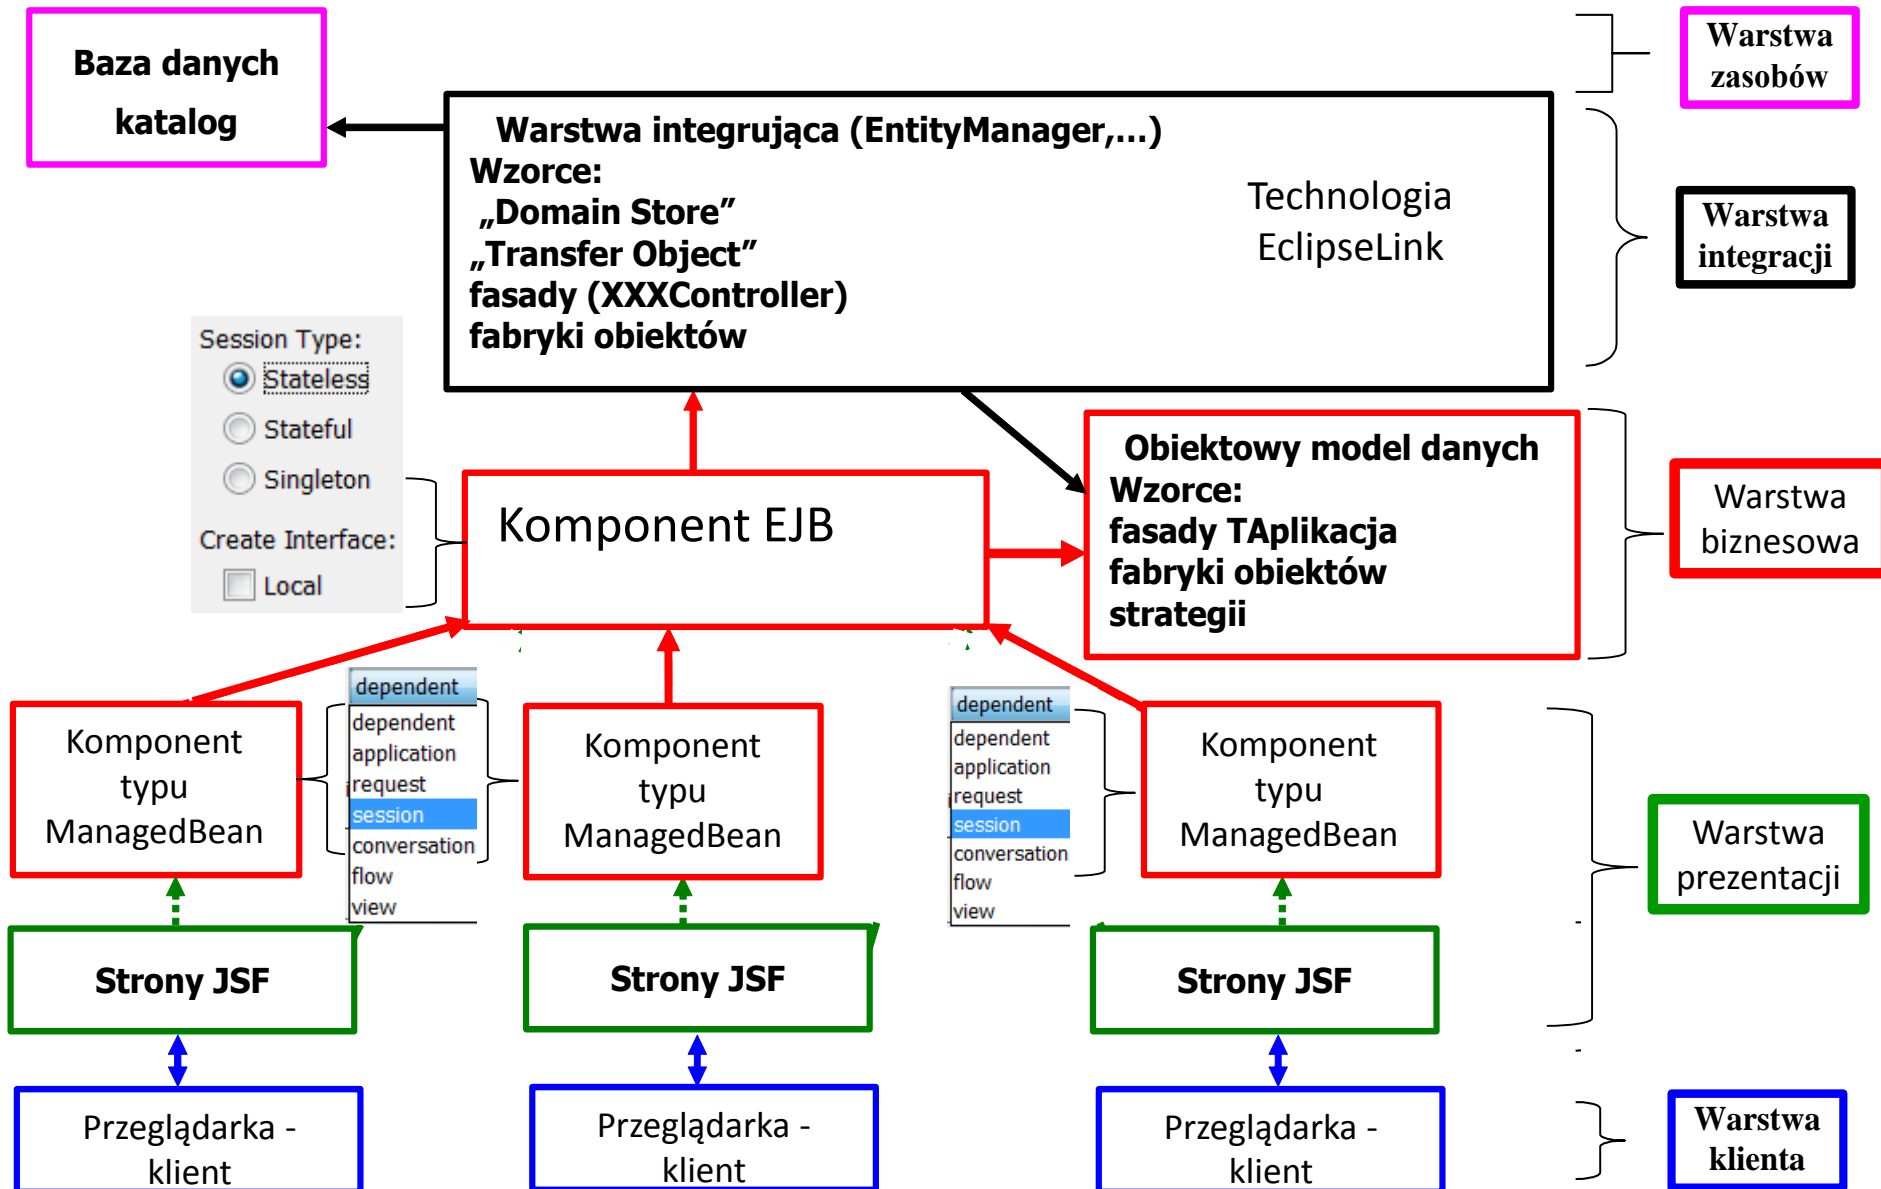 Baza danych
katalog
Warstwa
zasobów
Warstwa integrująca (EntityManager,...)
Wzorce:
„Domain Store”
„Transfer Object”
fasady (XXXController)
fabryki obiektów
Technologia
EclipseLink
Warstwa
integracji
Session Type:
Stateless
Stateful
Singleton
Create Interface:
Local
Komponent EJB
Obiektowy model danych
Wzorce:
fasady TAplikacja
fabryki obiektów
strategii
Warstwa
biznesowa
Komponent
typu
ManagedBean
dependent
dependent
application
request
session
conversation
flow
view
Komponent
typu
ManagedBean
dependent
dependent
application
request
session
conversation
flow
view
Komponent
typu
ManagedBean
Warstwa
prezentacji
Strony JSF
Strony JSF
Strony JSF
Przeglądarka -
klient
Przeglądarka -
klient
Przeglądarka -
klient
Warstwa
klienta